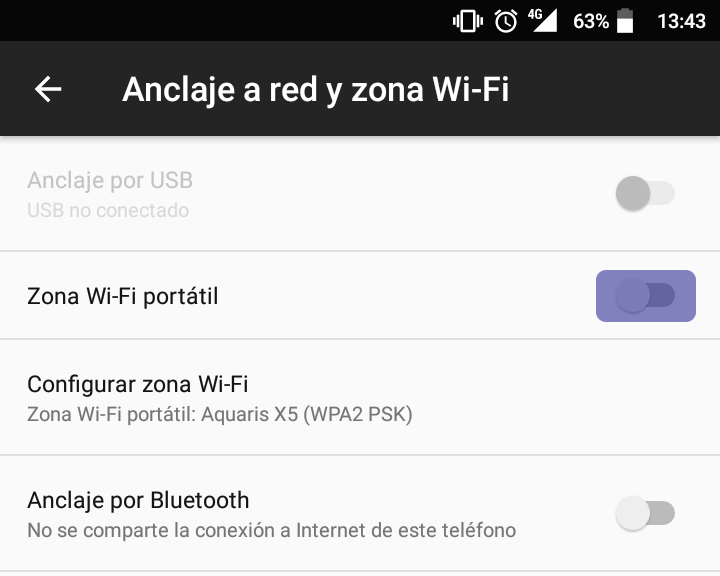 4G 63% 13:43
Anclaje a red y zona Wi-Fi
Anclaje por USB
USB no conectado
Zona Wi-Fi portátil
Configurar zona Wi-Fi
Zona Wi-Fi portátil: Aquaris X5 (WPA2 PSK)
Anclaje por Bluetooth
No se comparte la conexión a Internet de este teléfono